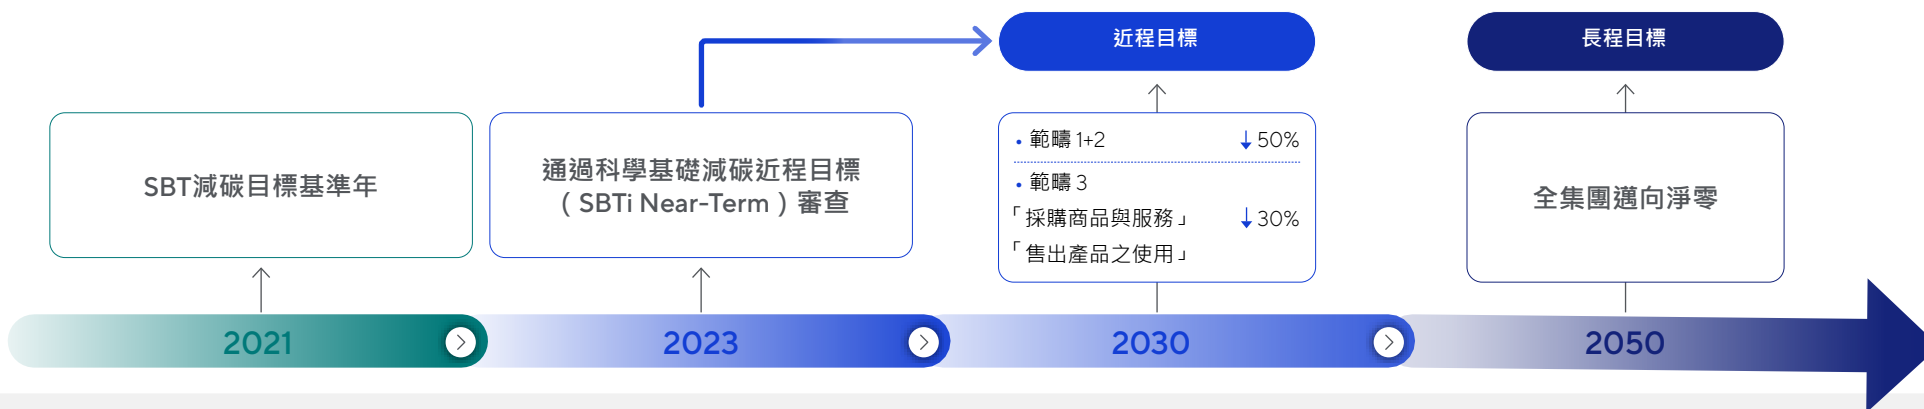 近程目標
長程目標
SBT減碳目標基準年
通過科學基礎減碳近程目標
（SBTi Near-Term）審查
• 範疇 1+2 ↓50%
• 範疇 3
「採購商品與服務」 ↓30%
「售出產品之使用」
全集團邁向淨零
2021
2023
2030
2050